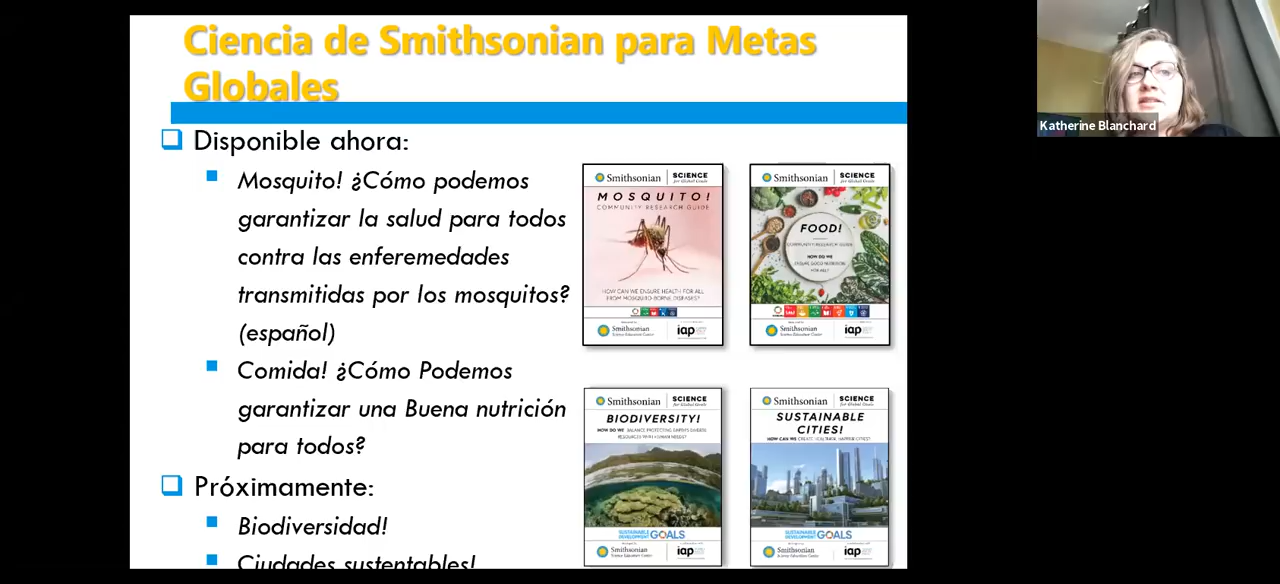 Ciencia de Smithsonian para Metas
Globales
Disponible ahora:
Mosquito! ¿Cómo podemos
garantizar la salud para todos
contra las enferemedades
transmitidas por los mosquitos?
(español)
Comida! ¿Cómo Podemos
garantizar una Buena nutrición
para todos?
Próximamente:
Biodiversidad!
Ciudades sustentables!
Smithsonian SCIENCE
for Global Goals
MOSQUITO!
COMMUNITY RESEARCH GUIDE
HOW CAN WE ENSURE HEALTH FOR ALL
FROM MOSQUITO-BORNE DISEASES?
Smithsonian
Science Education Center
iap
Smithsonian SCIENCE
for Global Goals
FOOD!
COMMUNITY RESEARCH GUIDE
HOW DO WE
ENSURE GOOD NUTRITION
FOR ALL?
Smithsonian
Science Education Center
iap
Smithsonian SCIENCE
for Global Goals
BIODIVERSITY!
HOW DO WE BALANCE PROTECTING EARTH'S DIVERSE
RESOURCES WITH HUMAN NEEDS?
SUSTAINABLE
DEVELOPMENT GOALS
Smithsonian
Science Education Center
iap
Smithsonian SCIENCE
for Global Goals
SUSTAINABLE
CITIES!
HOW CAN WE CREATE HEALTHIER, HAPPIER CITIES?
SUSTAINABLE
DEVELOPMENT GOALS
Smithsonian
Science Education Center
iap
Katherine Blanchard